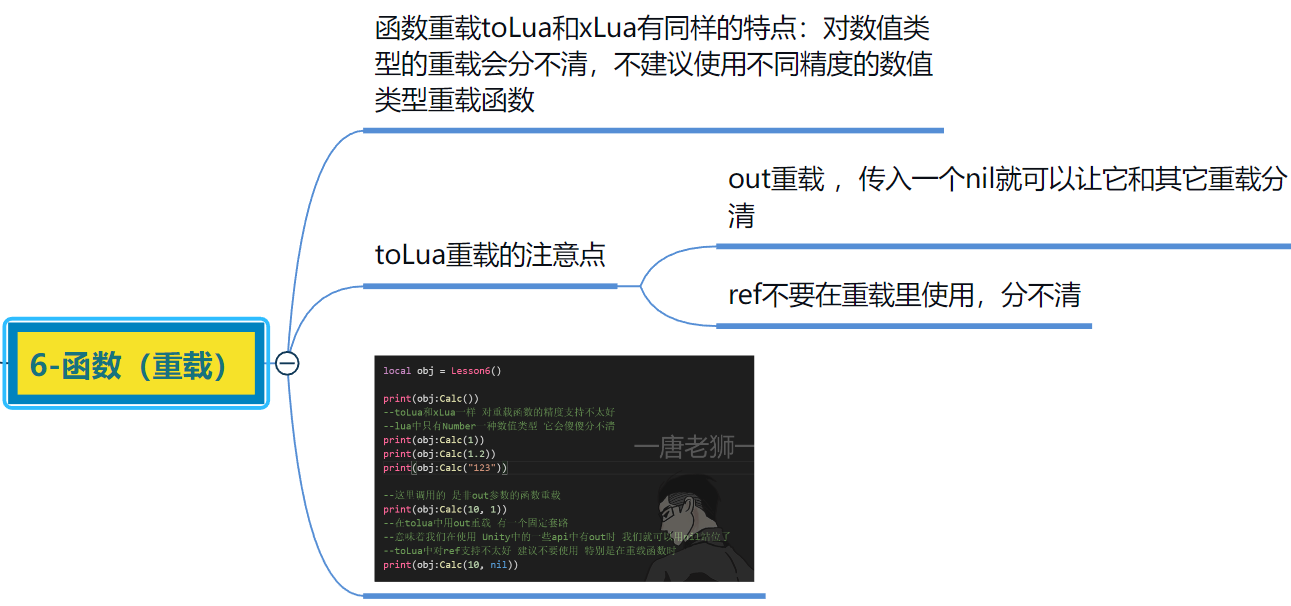 函数重载toLua和xLua有同样的特点：对数值类
型的重载会分不清，不建议使用不同精度的数值
类型重载函数
out重载 ，传入一个nil就可以让它和其它重载分
清
toLua重载的注意点
ref不要在重载里使用，分不清
6-函数（重载）
local obj = Lesson6()
print(obj:Calc())
--toLua和xLua一样 对重载函数的精度支持不太好
--lua中只有Number一种数值类型 它会傻傻分不清
print(obj:Calc(1))
print(obj:Calc(1.2))
print(obj:Calc("123"))
—唐老狮—
--这里调用的 是非out参数的函数重载
print(obj:Calc(10, 1))
--在tolua中用out重载 有一个固定套路
--意味着我们在使用 Unity中的一些api中有out时 我们就可以用nil站位了
--toLua中对ref支持不太好 建议不要使用 特别是在重载函数时
print(obj:Calc(10, nil))